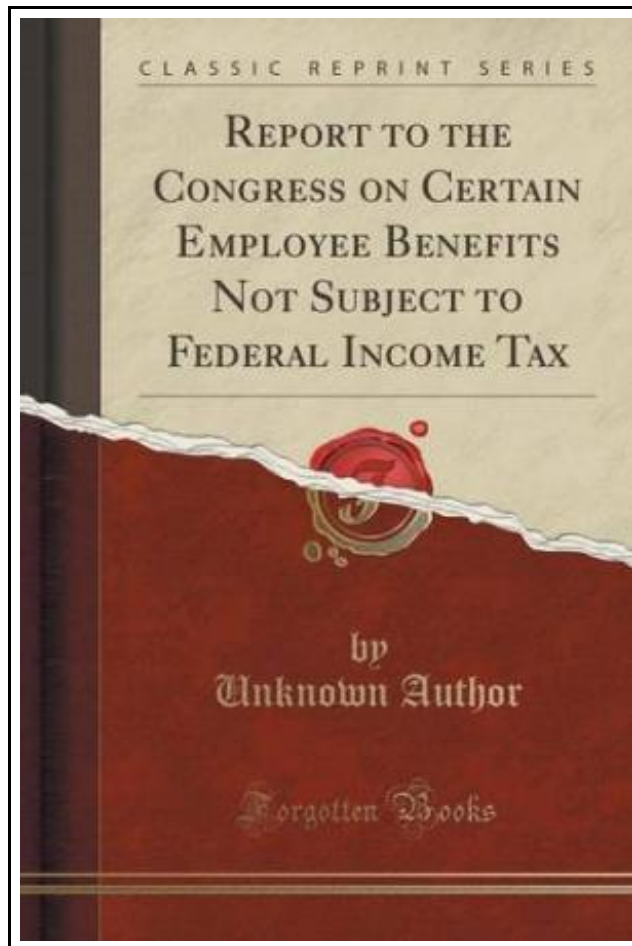 CLASSIC REPRINT SERIES
REPORT TO THE
CONGRESS ON CERTAIN
EMPLOYEE BENEFITS
NOT SUBJECT TO
FEDERAL INCOME TAX
F
by
Unknown Author
Forgotten Books